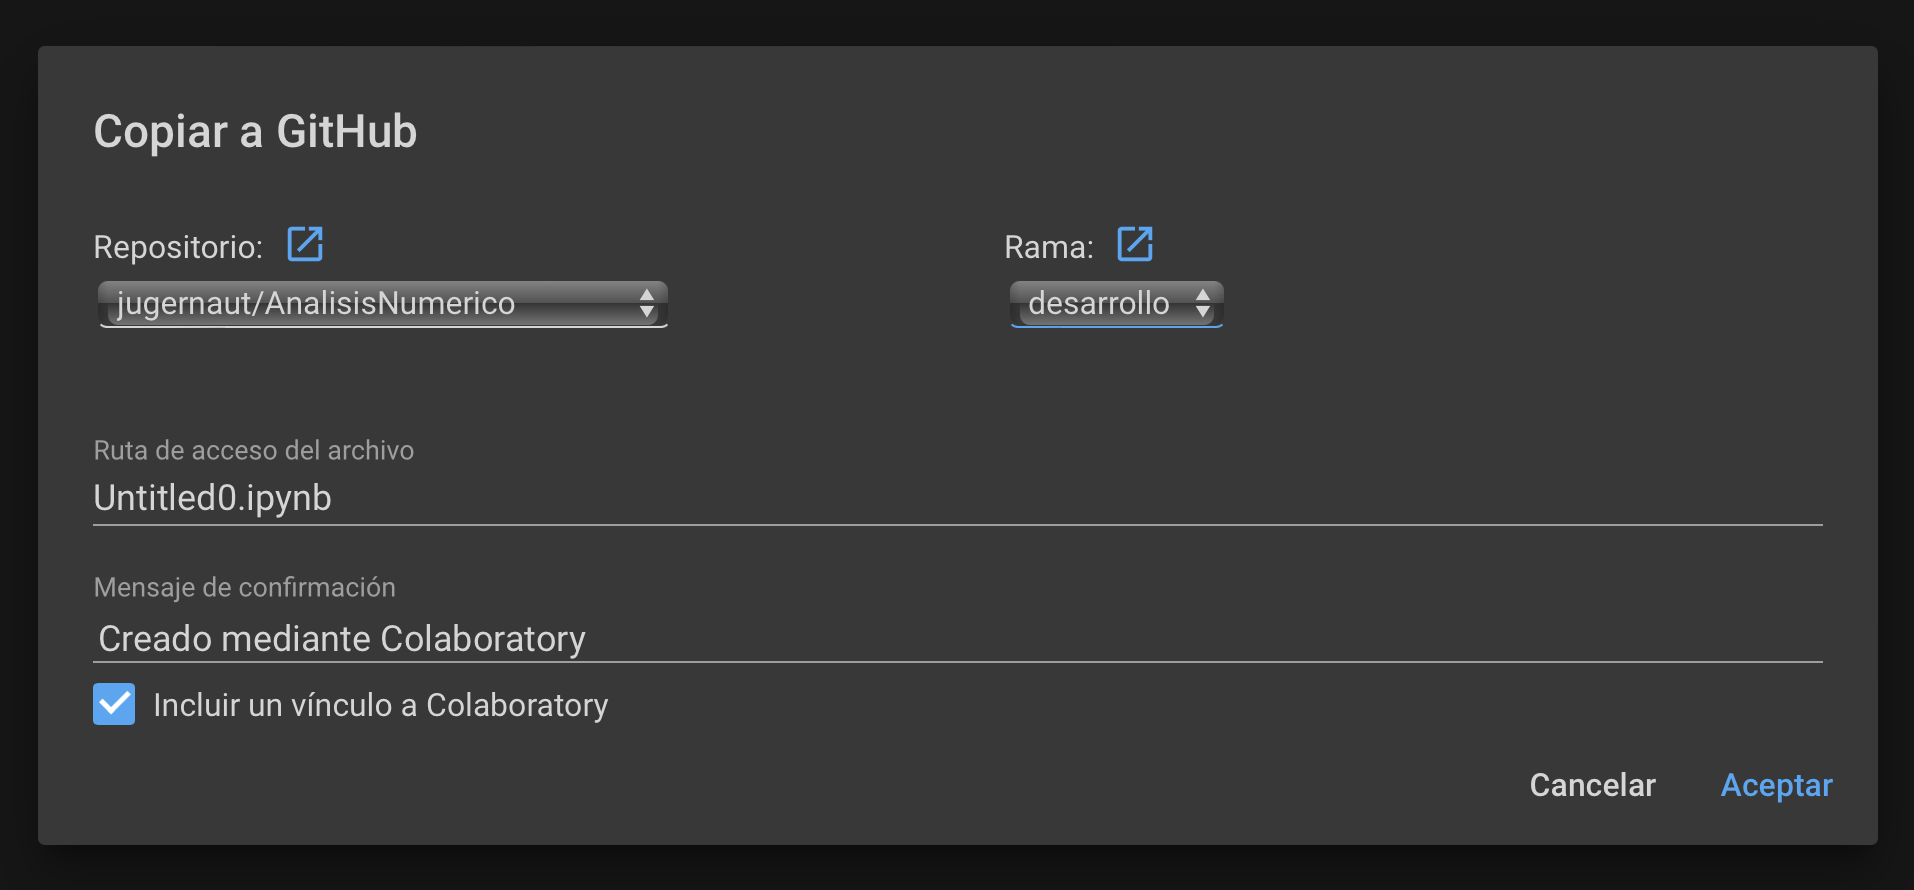 Copiar a GitHub
Repositorio:
Rama:
jugernaut/AnalisisNumerico
desarrollo
Ruta de acceso del archivo
Untitled0.ipynb
Mensaje de confirmación
Creado mediante Colaboratory
Incluir un vínculo a Colaboratory
Cancelar
Aceptar